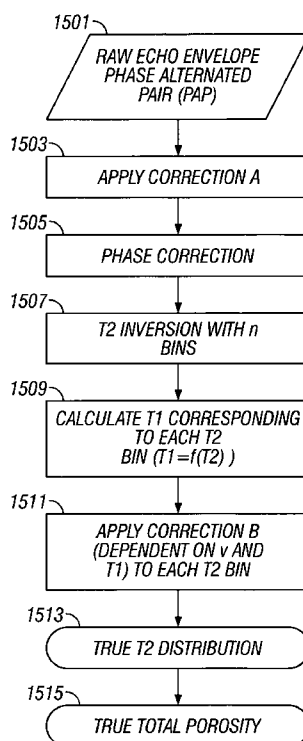 1501
RAW ECHO ENVELOPE
PHASE ALTERNATED
PAIR (PAP)
1503
APPLY CORRECTION A
1505
PHASE CORRECTION
1507
T2 INVERSION WITH n
BINS
1509
CALCULATE T1 CORRESPONDING
TO EACH T2
BIN (T1=f(T2) )
1511
APPLY CORRECTION B
(DEPENDENT ON v AND
T1) TO EACH T2 BIN
1513
TRUE T2 DISTRIBUTION
1515
TRUE TOTAL POROSITY